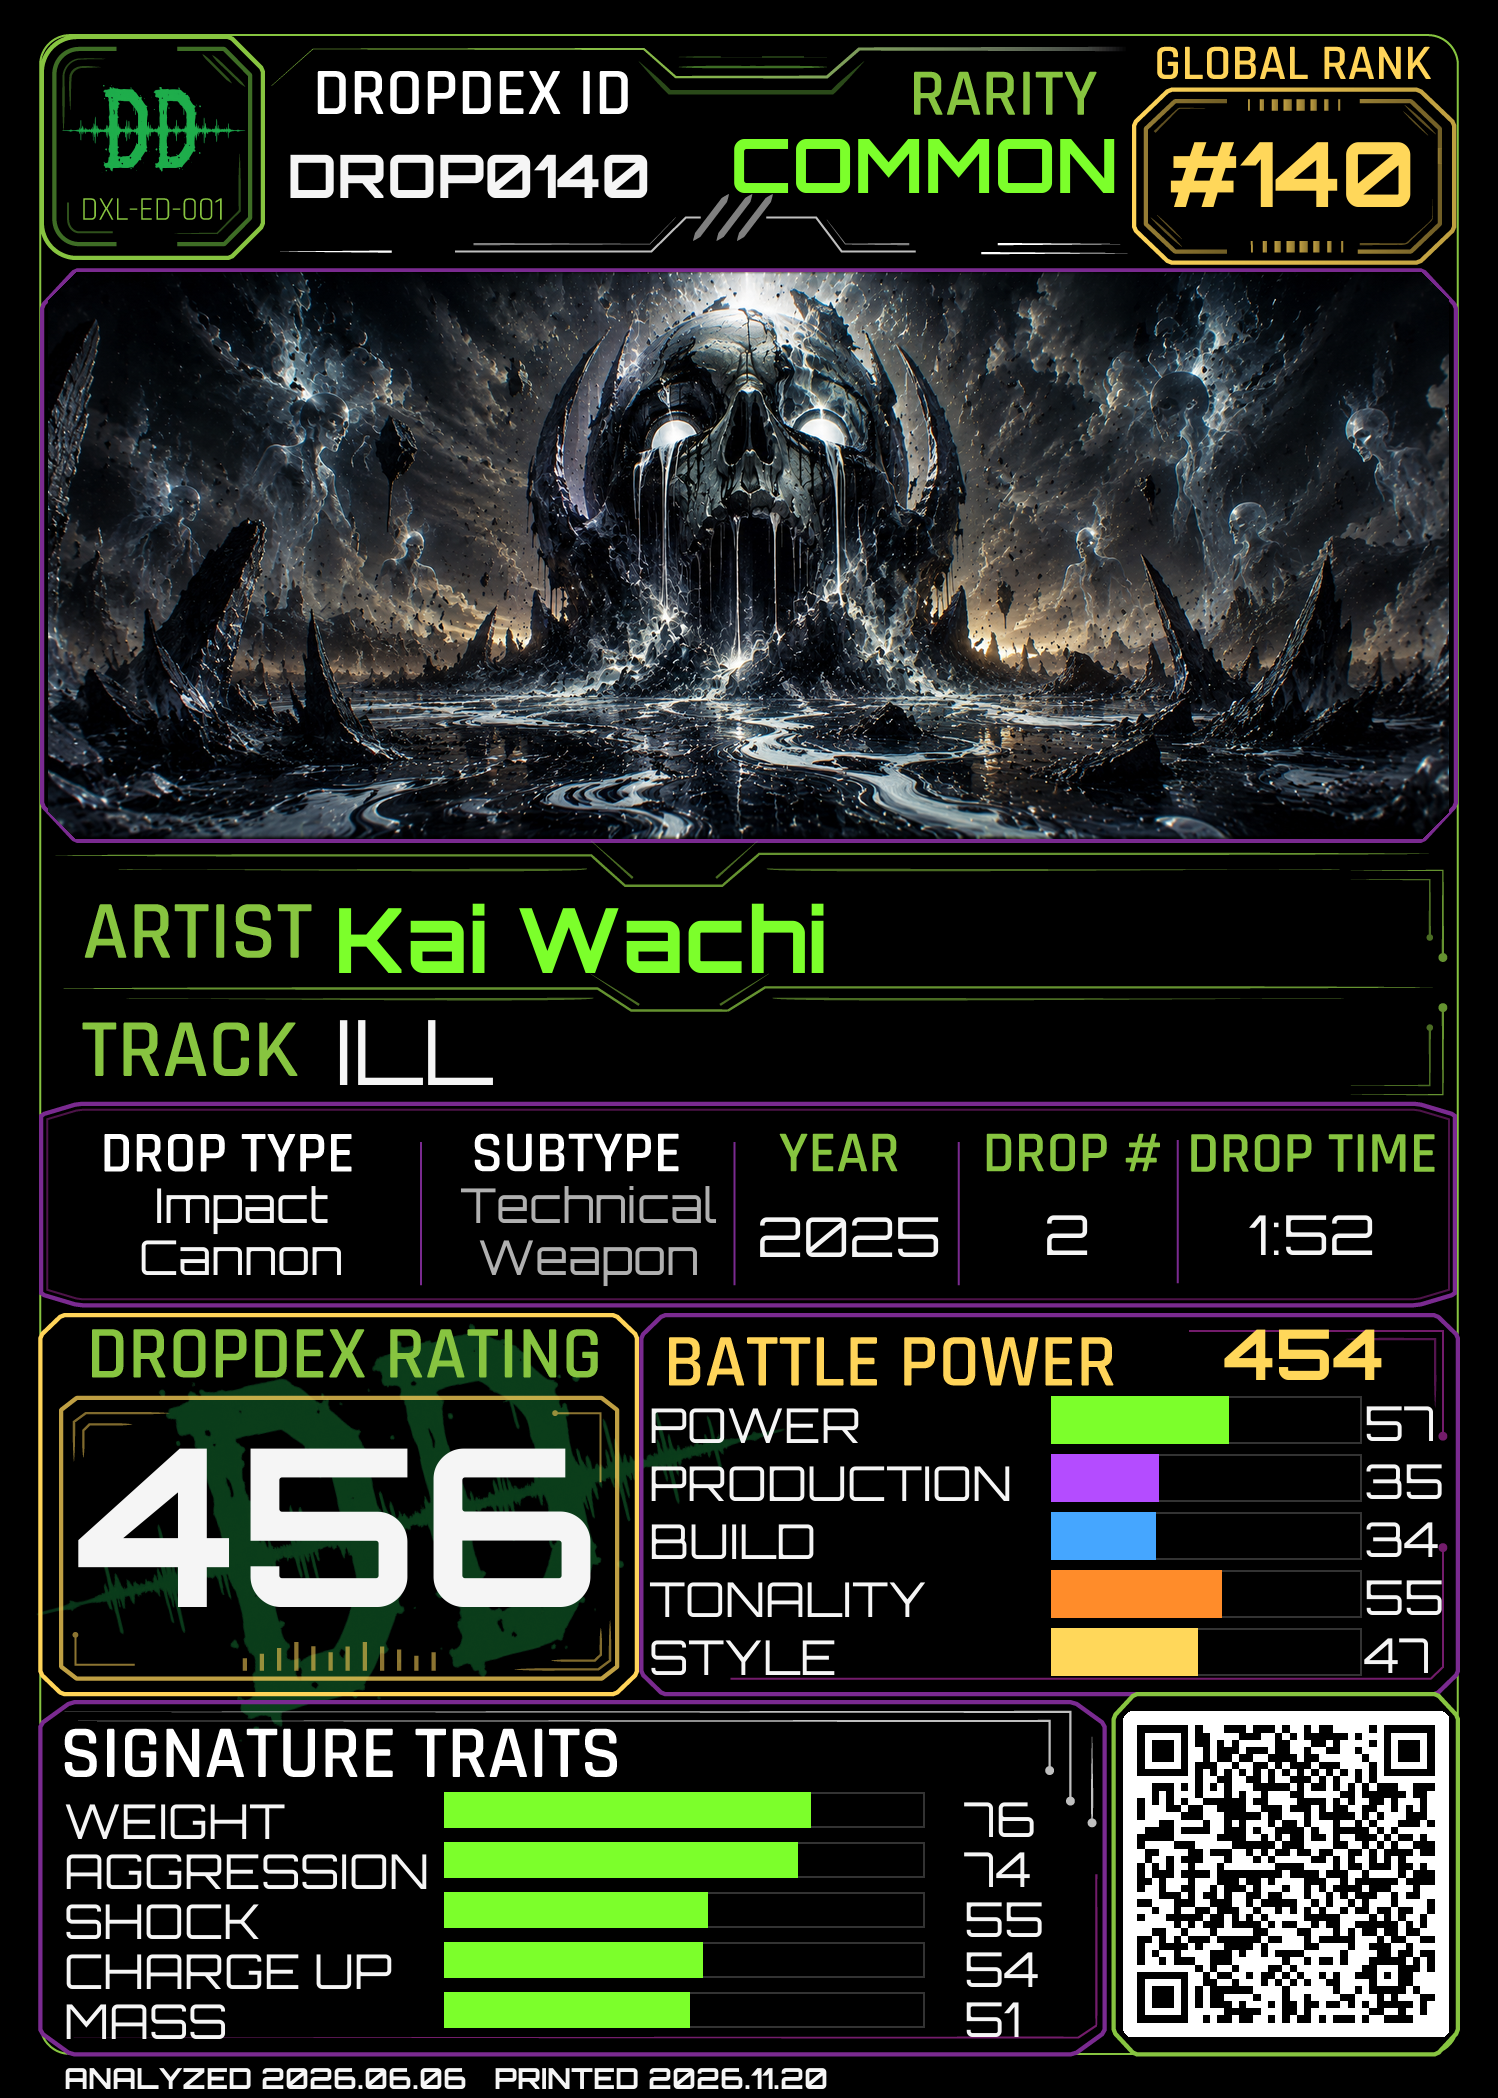 DD
DXL-ED-001
DROPDEX ID
DROP0140
RARITY
COMMON
GLOBAL RANK
#140
ARTIST Kai Wachi
TRACK ILL
DROP TYPE
Impact
Cannon
SUBTYPE
Technical
Weapon
YEAR
2025
DROP #
2
DROP TIME
1:52
DROPDEX RATING
456
BATTLE POWER 454
POWER 57
PRODUCTION 35
BUILD 34
TONALITY 55
STYLE 47
SIGNATURE TRAITS
WEIGHT 76
AGGRESSION 74
SHOCK 55
CHARGE UP 54
MASS 51
ANALYZED 2026.06.06 PRINTED 2026.11.20